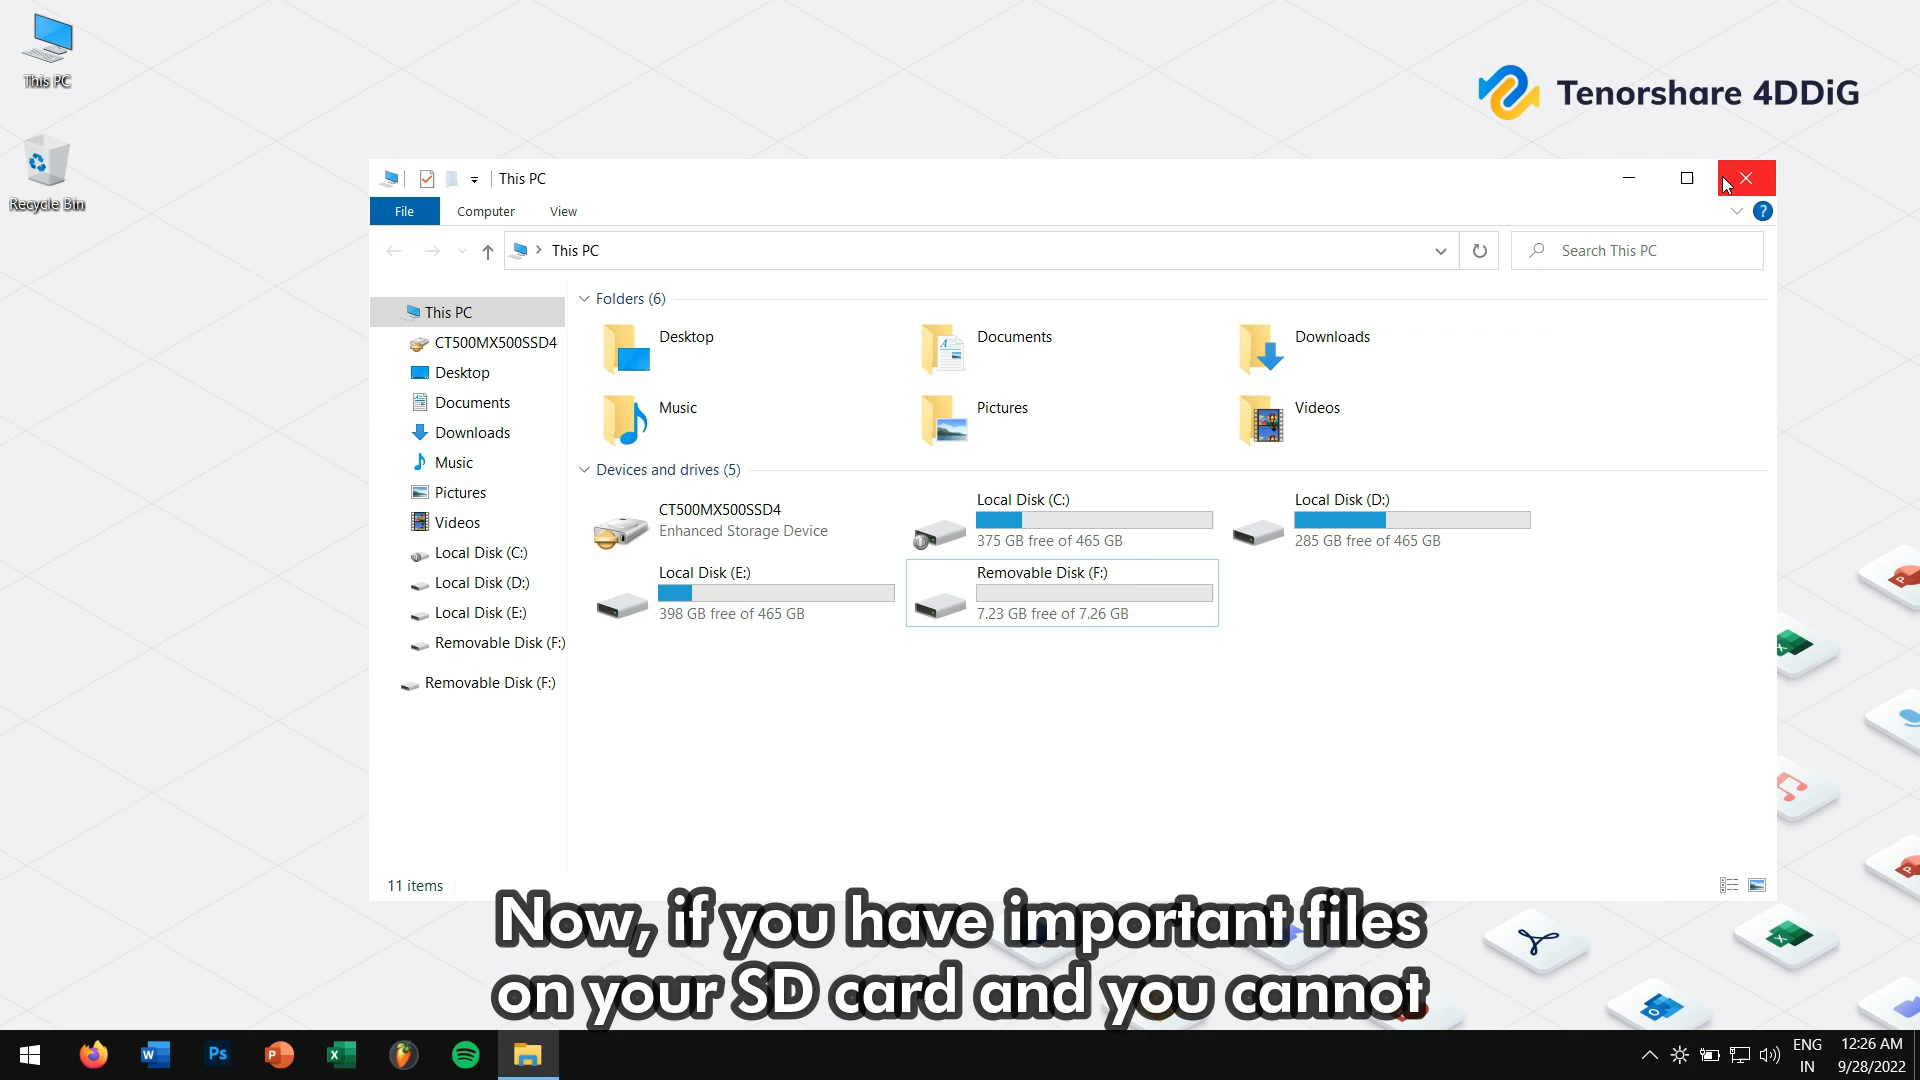 This PC
Recycle Bin
Tenorshare 4DDiG
This PC
File Computer View
This PC
Search This PC
This PC
CT500MX500SSD4
Desktop
Documents
Downloads
Music
Pictures
Videos
Local Disk (C:)
Local Disk (D:)
Local Disk (E:)
Removable Disk (F:)
Removable Disk (F:)
Folders (6)
Desktop
Documents
Downloads
Music
Pictures
Videos
Devices and drives (5)
CT500MX500SSD4
Enhanced Storage Device
Local Disk (C:)
375 GB free of 465 GB
Local Disk (D:)
285 GB free of 465 GB
Local Disk (E:)
398 GB free of 465 GB
Removable Disk (F:)
7.23 GB free of 7.26 GB
11 items
Now, if you have important files
on your SD card and you cannot
ENG
IN
12:26 AM
9/28/2022